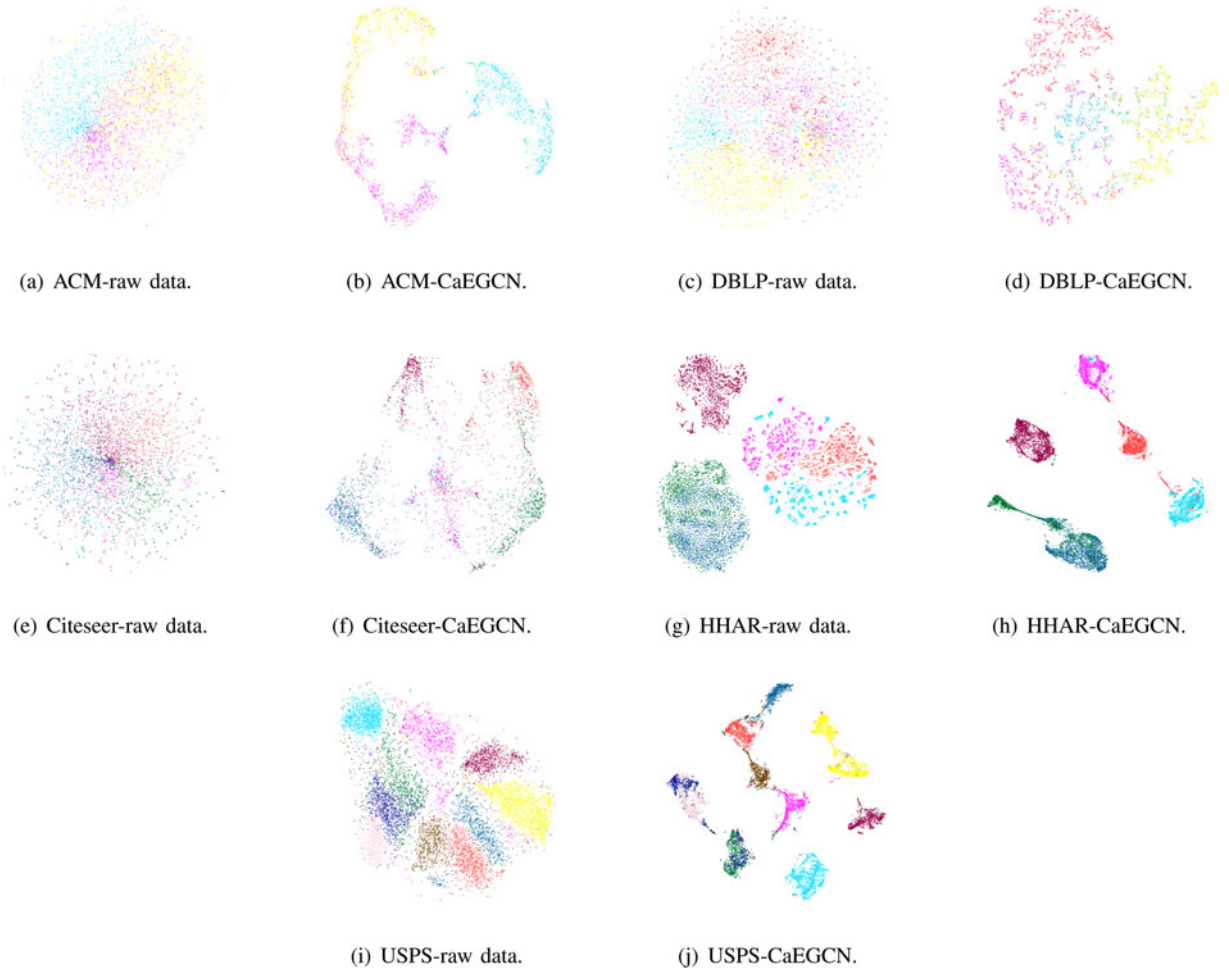 (a) ACM-raw data.
(b) ACM-CaEGCN.
(c) DBLP-raw data.
(d) DBLP-CaEGCN.
(e) Citeseer-raw data.
(f) Citeseer-CaEGCN.
(g) HHAR-raw data.
(h) HHAR-CaEGCN.
(i) USPS-raw data.
(j) USPS-CaEGCN.